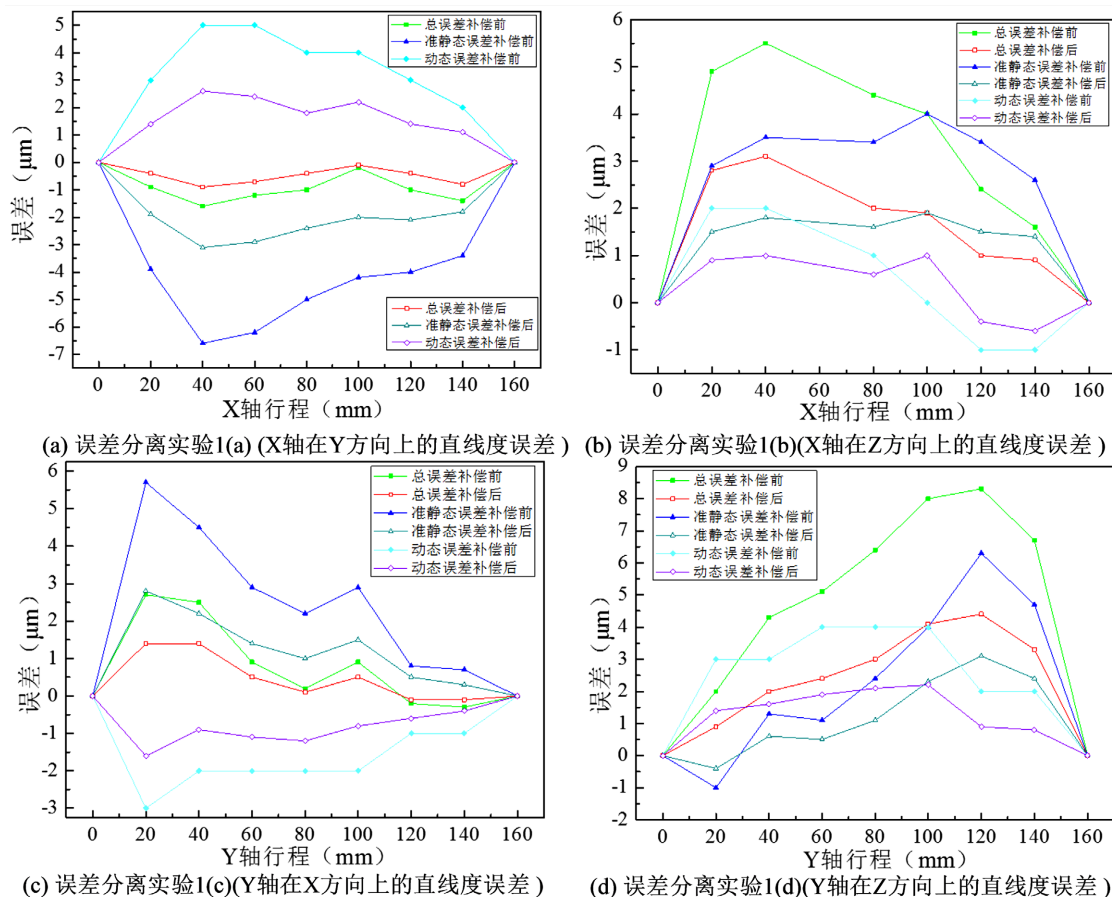 误差（μm）
5
4
3
2
1
0
-1
-2
-3
-4
-5
-6
-7
总误差补偿前
准静态误差补偿前
动态误差补偿前
总误差补偿后
准静态误差补偿后
动态误差补偿后
0 20 40 60 80 100 120 140 160
X轴行程（mm）
(a) 误差分离实验1(a) (X轴在Y方向上的直线度误差 )
误差（μm）
6
5
4
3
2
1
0
-1
总误差补偿前
总误差补偿后
准静态误差补偿前
准静态误差补偿后
动态误差补偿前
动态误差补偿后
0 20 40 60 80 100 120 140 160
X轴行程（mm）
(b) 误差分离实验1(b)(X轴在Z方向上的直线度误差 )
误差（μm）
6
5
4
3
2
1
0
-1
-2
-3
总误差补偿前
总误差补偿后
准静态误差补偿前
准静态误差补偿后
动态误差补偿前
动态误差补偿后
0 20 40 60 80 100 120 140 160
Y轴行程（mm）
(c) 误差分离实验1(c)(Y轴在X方向上的直线度误差 )
误差（μm）
9
8
7
6
5
4
3
2
1
0
-1
-2
总误差补偿前
总误差补偿后
准静态误差补偿前
准静态误差补偿后
动态误差补偿前
动态误差补偿后
0 20 40 60 80 100 120 140 160
Y轴行程（mm）
(d) 误差分离实验1(d)(Y轴在Z方向上的直线度误差 )